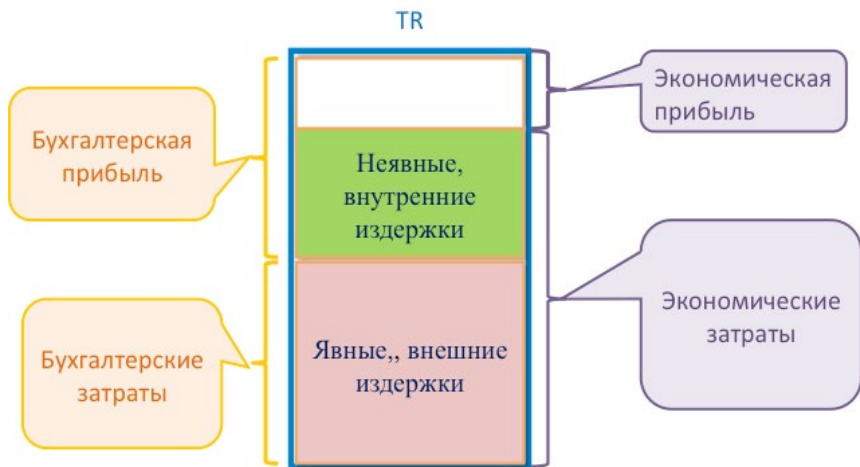 TR
Экономическая
прибыль
Бухгалтерская
прибыль
Неявные,
внутренние
издержки
Экономические
затраты
Явные,, внешние
издержки
Бухгалтерские
затраты